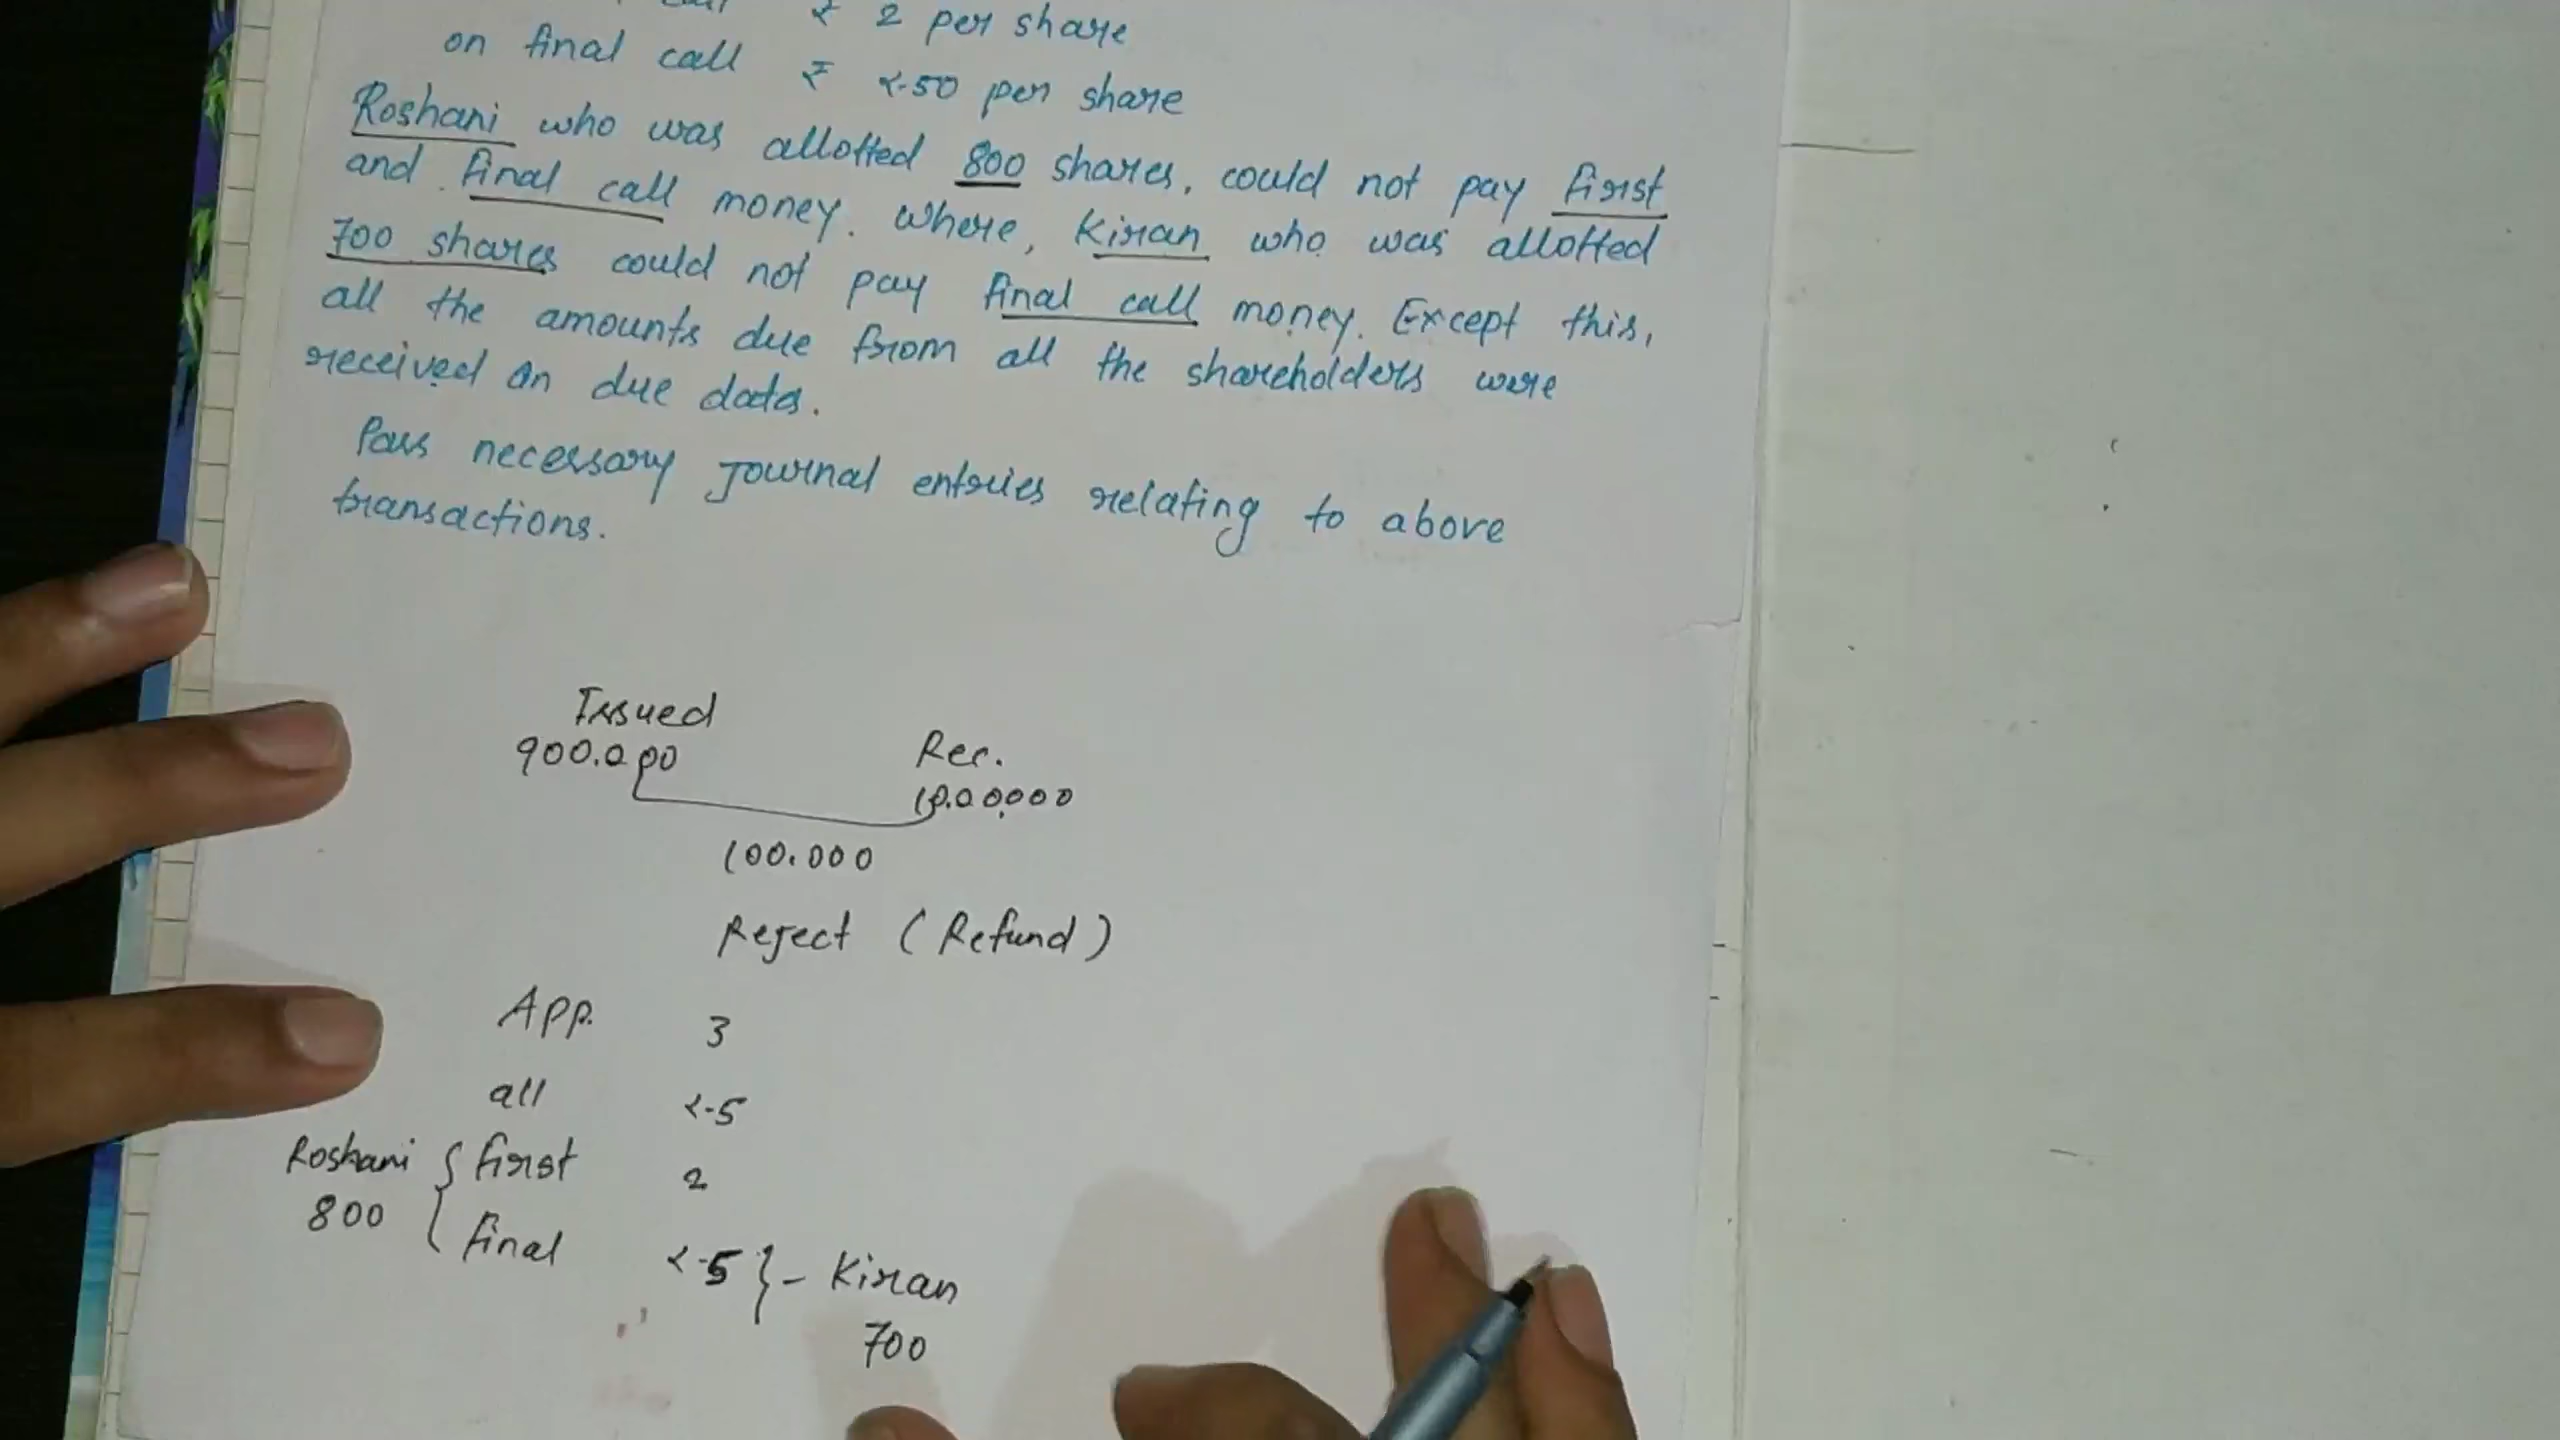 ₹ 2 per share
on final call ₹ 2.50 per share
Roshani who was allotted 800 shares, could not pay first
and final call money. Where, Kiran who was allotted
700 shares could not pay final call money. Except this,
all the amounts due from all the shareholders were
received on due dates.
Pass necessary Journal entries relating to above
transactions.
Issued
900.000
Rec.
10.00000
100.000
Reject (Refund)
App. 3
all 2.5
Roshani { first 2
800 final 2.5 } - Kiran
700